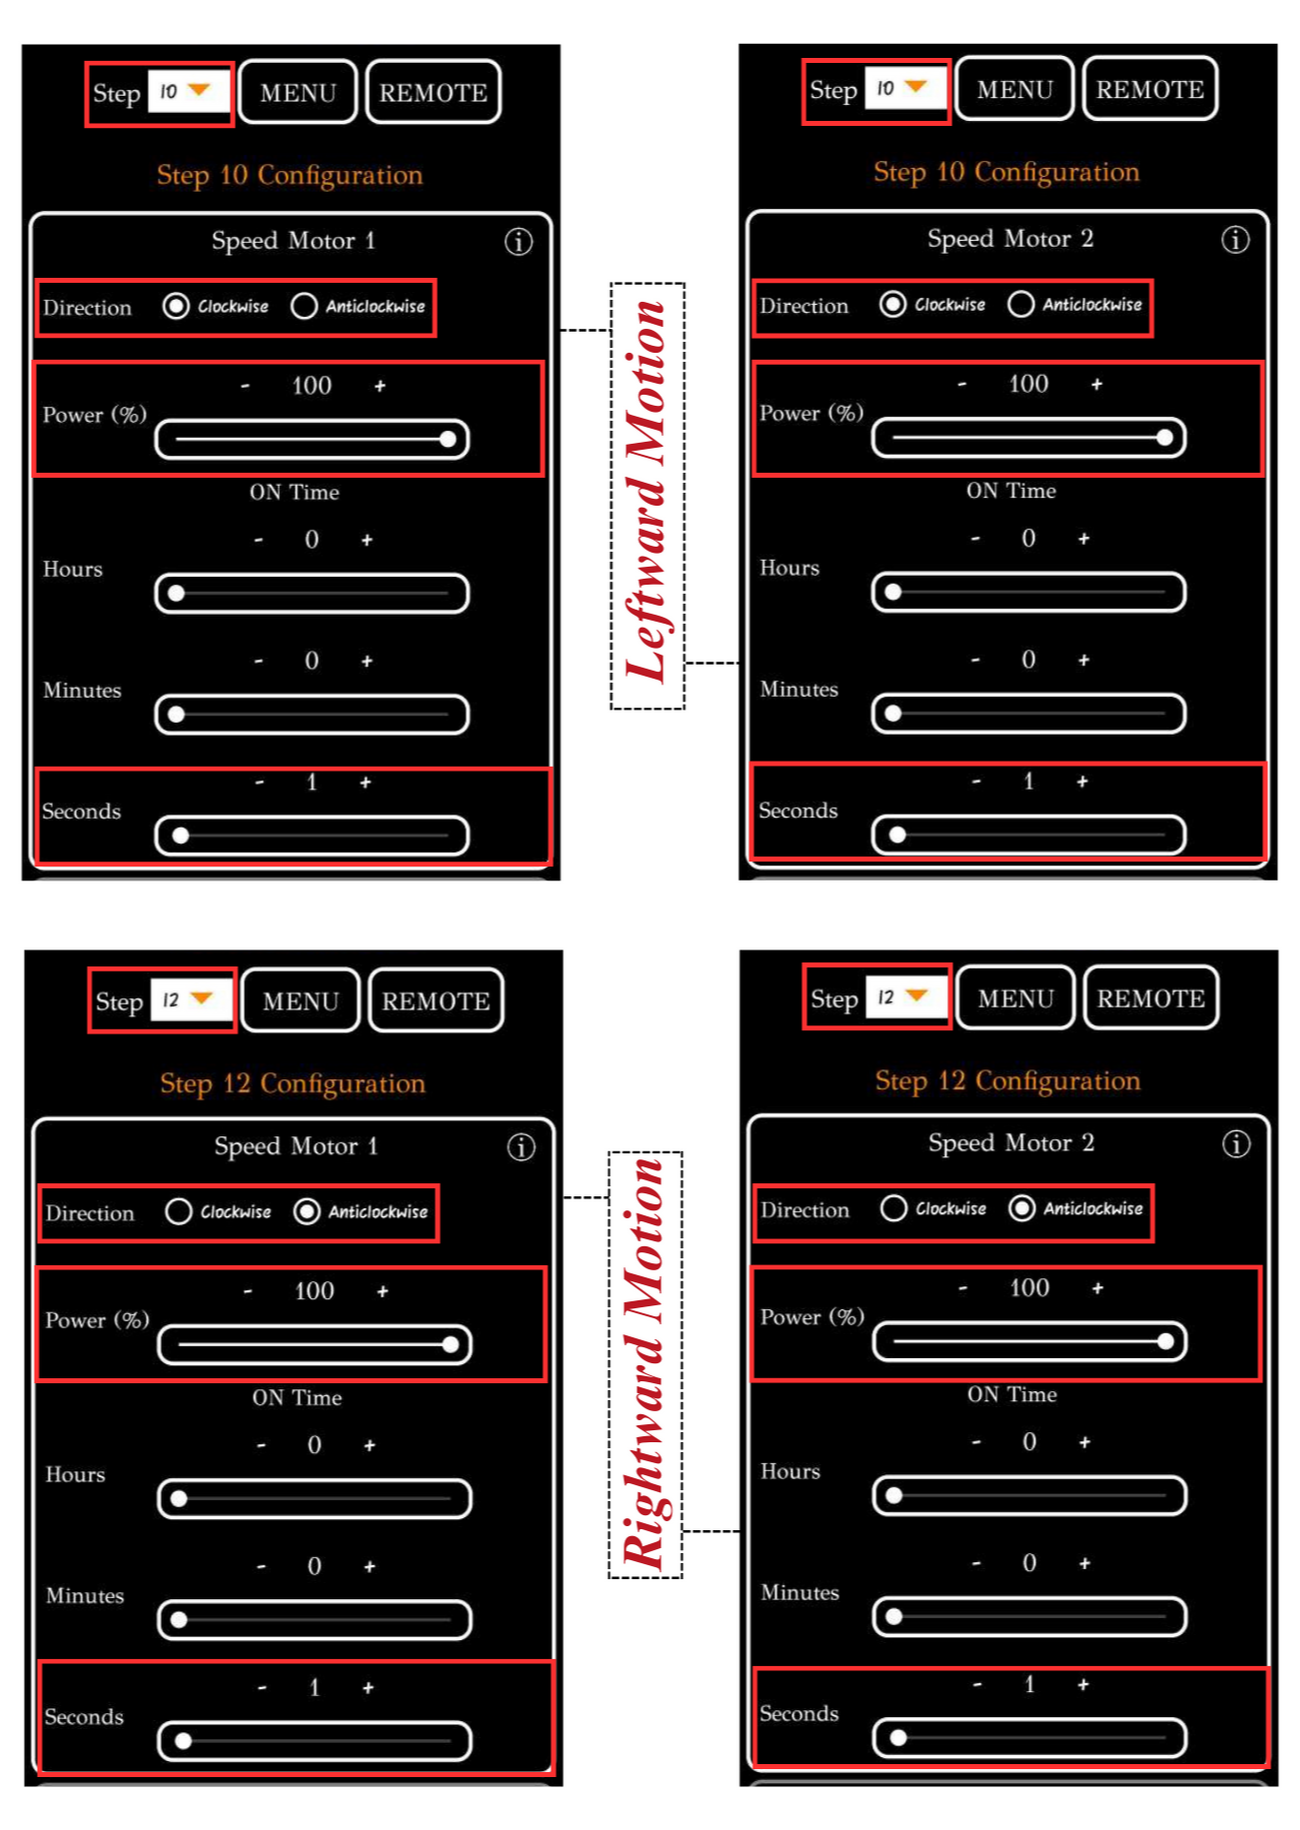 Step 10 MENU REMOTE
Step 10 Configuration
Speed Motor 1 i
Direction Clockwise Anticlockwise
- 100 +
Power (%)
ON Time
- 0 +
Hours
- 0 +
Minutes
- 1 +
Seconds
Leftward Motion
Step 10 MENU REMOTE
Step 10 Configuration
Speed Motor 2 i
Direction Clockwise Anticlockwise
- 100 +
Power (%)
ON Time
- 0 +
Hours
- 0 +
Minutes
- 1 +
Seconds
Step 12 MENU REMOTE
Step 12 Configuration
Speed Motor 1 i
Direction Clockwise Anticlockwise
- 100 +
Power (%)
ON Time
- 0 +
Hours
- 0 +
Minutes
- 1 +
Seconds
Rightward Motion
Step 12 MENU REMOTE
Step 12 Configuration
Speed Motor 2 i
Direction Clockwise Anticlockwise
- 100 +
Power (%)
ON Time
- 0 +
Hours
- 0 +
Minutes
- 1 +
Seconds